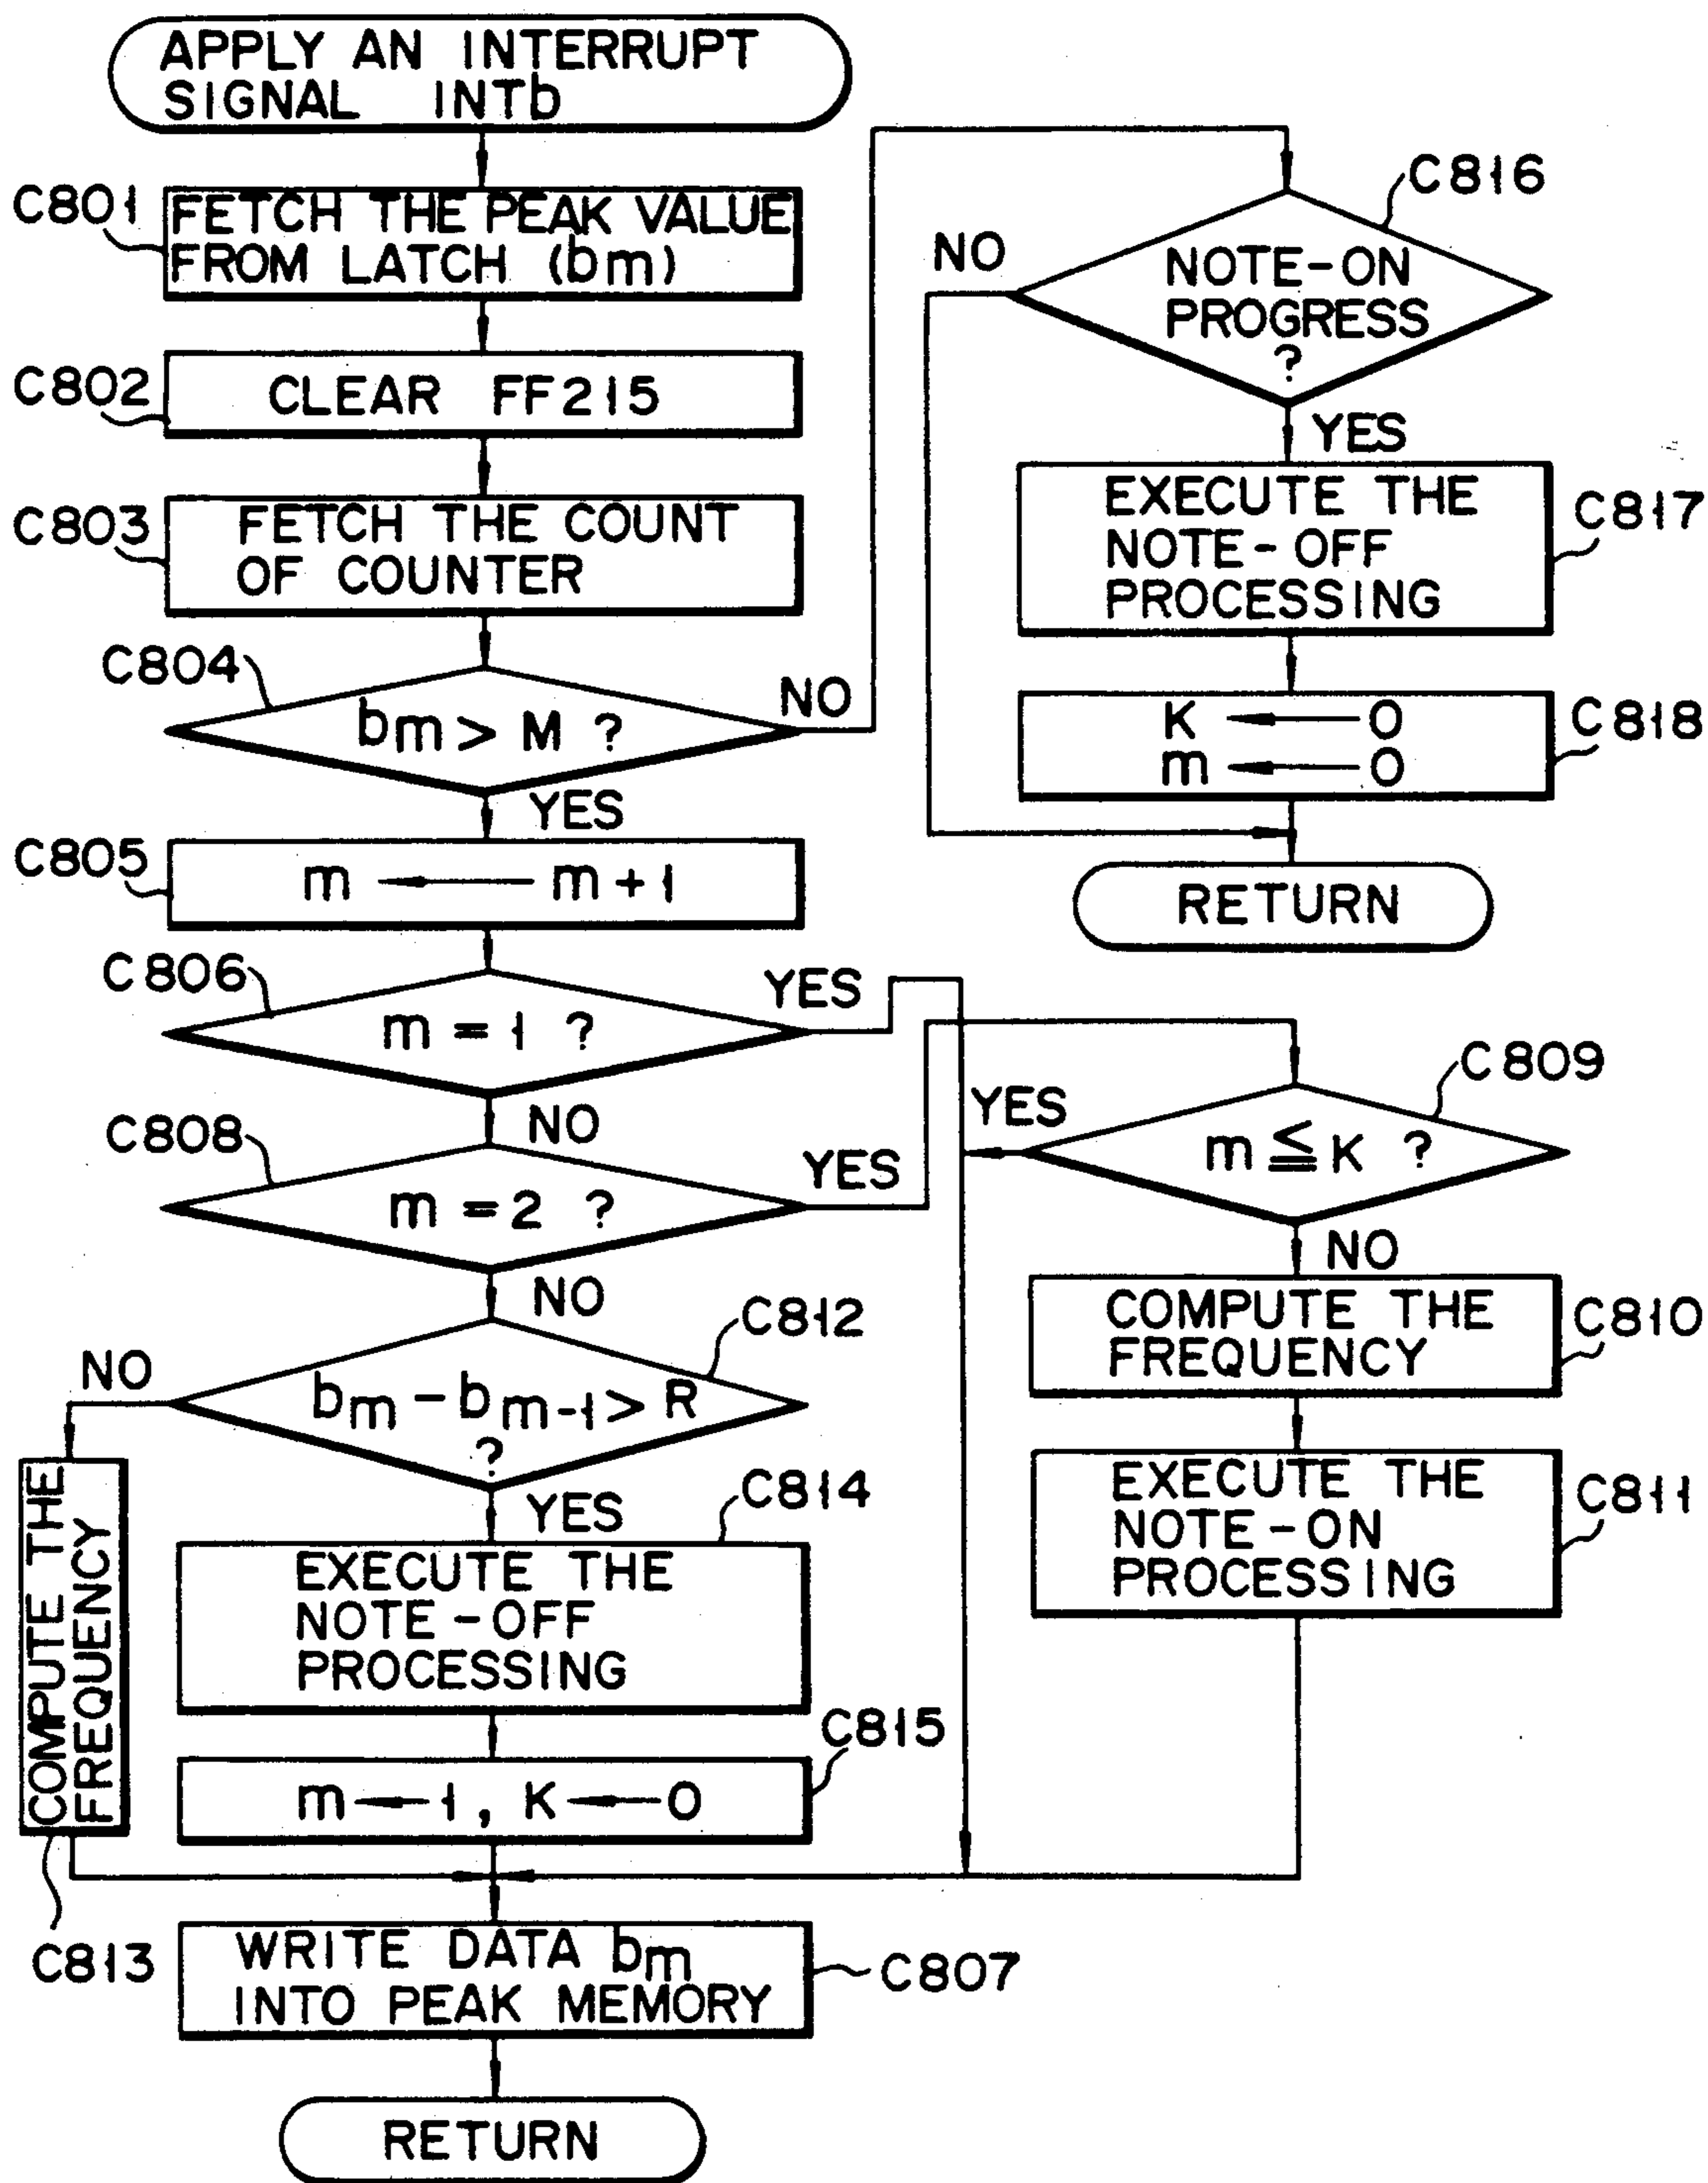 APPLY AN INTERRUPT
SIGNAL INTb
C801
FETCH THE PEAK VALUE
FROM LATCH (bm)
C802
CLEAR FF215
C803
FETCH THE COUNT
OF COUNTER
C804
bm > M ?
NO
YES
C805
m ← m+1
C806
m = 1 ?
YES
NO
C808
m = 2 ?
YES
NO
C812
bm - bm-1 > R
?
NO
YES
COMPUTE THE
FREQUENCY
C813
C814
EXECUTE THE
NOTE-OFF
PROCESSING
C815
m ← 1, K ← 0
WRITE DATA bm
INTO PEAK MEMORY
C807
RETURN
C816
NOTE-ON
PROGRESS
?
NO
YES
EXECUTE THE
NOTE-OFF
PROCESSING
C817
K ← 0
m ← 0
C818
RETURN
C809
m ≦ K ?
YES
NO
COMPUTE THE
FREQUENCY
C810
EXECUTE THE
NOTE-ON
PROCESSING
C811